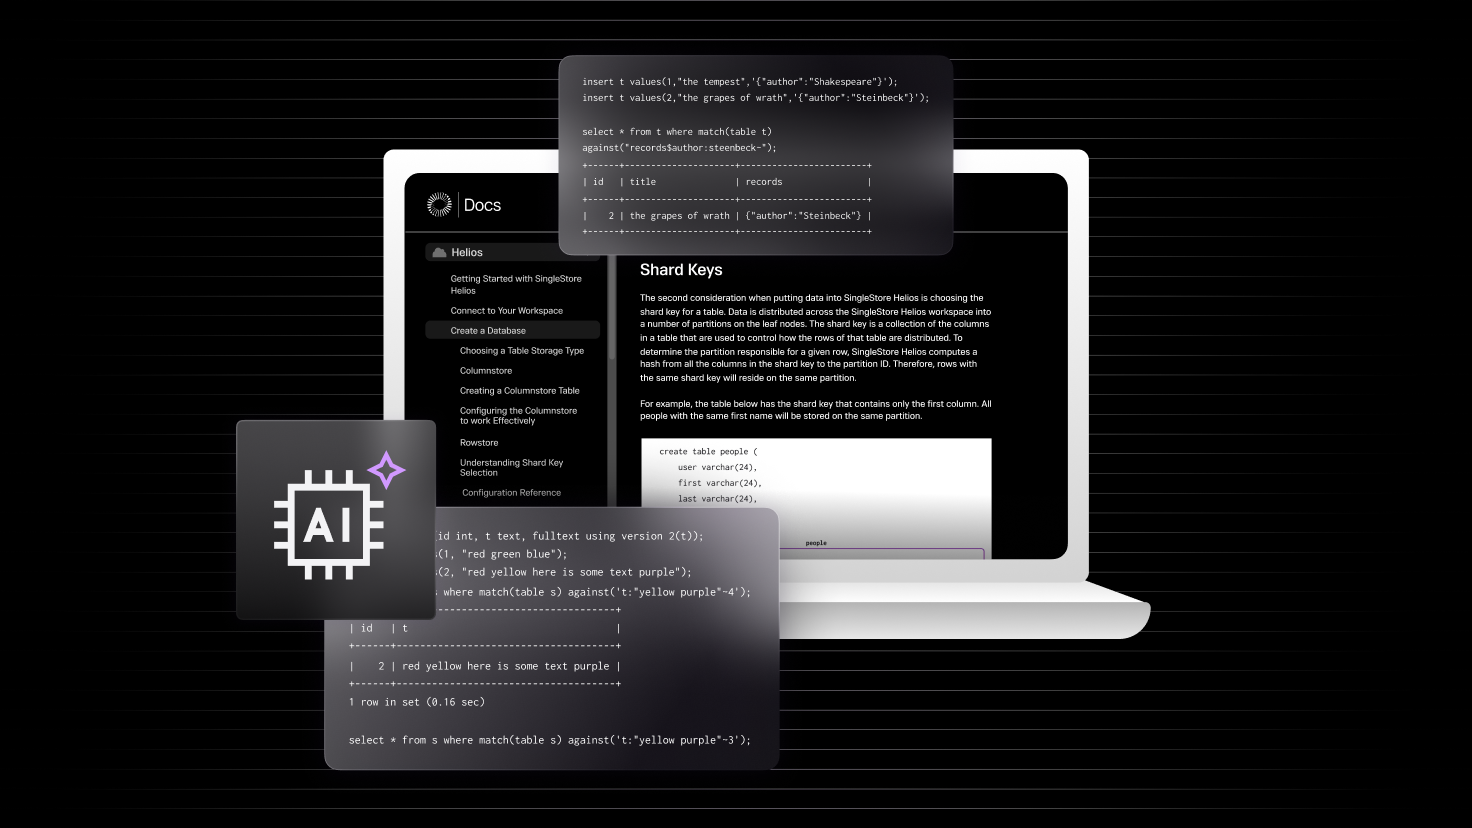 insert t values(1,"the tempest",'{"author":"Shakespeare"}');
insert t values(2,"the grapes of wrath",'{"author":"Steinbeck"}');
select * from t where match(table t)
against("records$author:steenbeck~");
+------+---------------------+------------------------+
| id   | title               | records                |
+------+---------------------+------------------------+
|    2 | the grapes of wrath | {"author":"Steinbeck"} |
+------+---------------------+------------------------+
Docs
Helios
Getting Started with SingleStore
Helios
Connect to Your Workspace
Create a Database
Choosing a Table Storage Type
Columnstore
Creating a Columnstore Table
Configuring the Columnstore
to work Effectively
Rowstore
Understanding Shard Key
Selection
Configuration Reference
Shard Keys
The second consideration when putting data into SingleStore Helios is choosing the
shard key for a table. Data is distributed across the SingleStore Helios workspace into
a number of partitions on the leaf nodes. The shard key is a collection of the columns
in a table that are used to control how the rows of that table are distributed. To
determine the partition responsible for a given row, SingleStore Helios computes a
hash from all the columns in the shard key to the partition ID. Therefore, rows with
the same shard key will reside on the same partition.
For example, the table below has the shard key that contains only the first column. All
people with the same first name will be stored on the same partition.
create table people (
user varchar(24),
first varchar(24),
last varchar(24),
people
AI
(id int, t text, fulltext using version 2(t));
(1, "red green blue");
(2, "red yellow here is some text purple");
where match(table s) against('t:"yellow purple"~4');
-----------------------------+
| id   | t                                   |
+------+-------------------------------------+
|    2 | red yellow here is some text purple |
+------+-------------------------------------+
1 row in set (0.16 sec)
select * from s where match(table s) against('t:"yellow purple"~3');